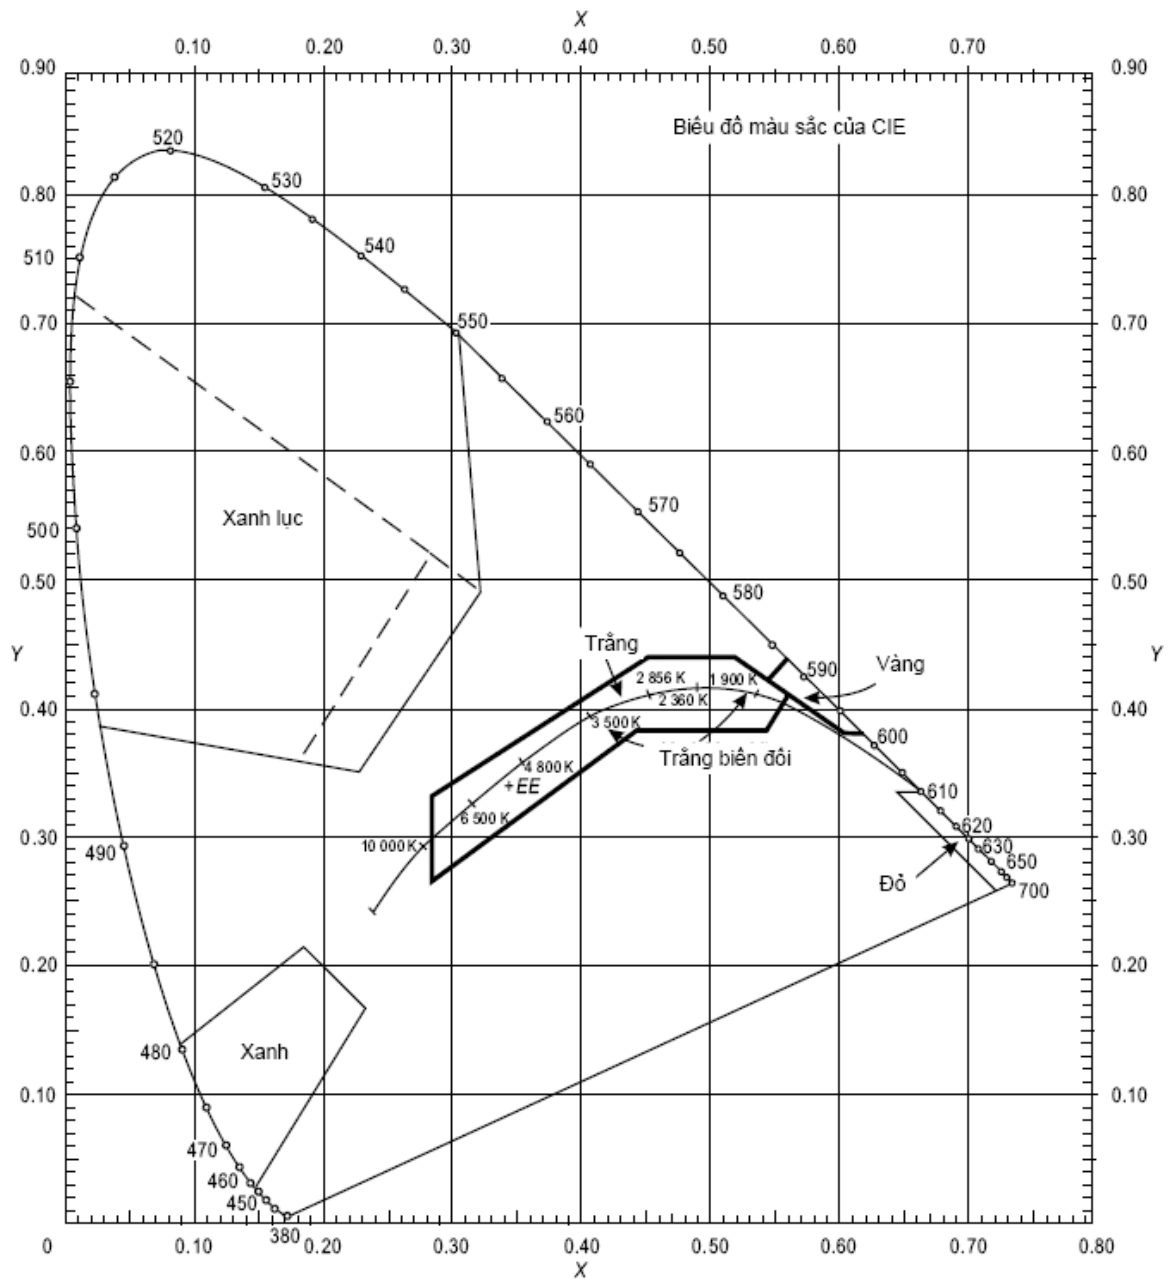 X
0.10 0.20 0.30 0.40 0.50 0.60 0.70
0.90 0.90
Biểu đồ màu sắc của CIE
520
530
0.80 0.80
540
510
0.70 550 0.70
560
0.60 0.60
570
Xanh lục
500
0.50 580 0.50
Trắng
Y 590 Vàng Y
2 856 K 1 900 K
2 360 K
0.40 0.40
3 500 K 600
Trắng biên đôi
4 800 K
+EE 610
6 500 K 620
0.30 0.30
10 000 K 630
490 650
Đỏ 700
0.20 0.20
480 Xanh
0.10 0.10
470
460
450
380
0 0.10 0.20 0.30 0.40 0.50 0.60 0.70 0.80
X